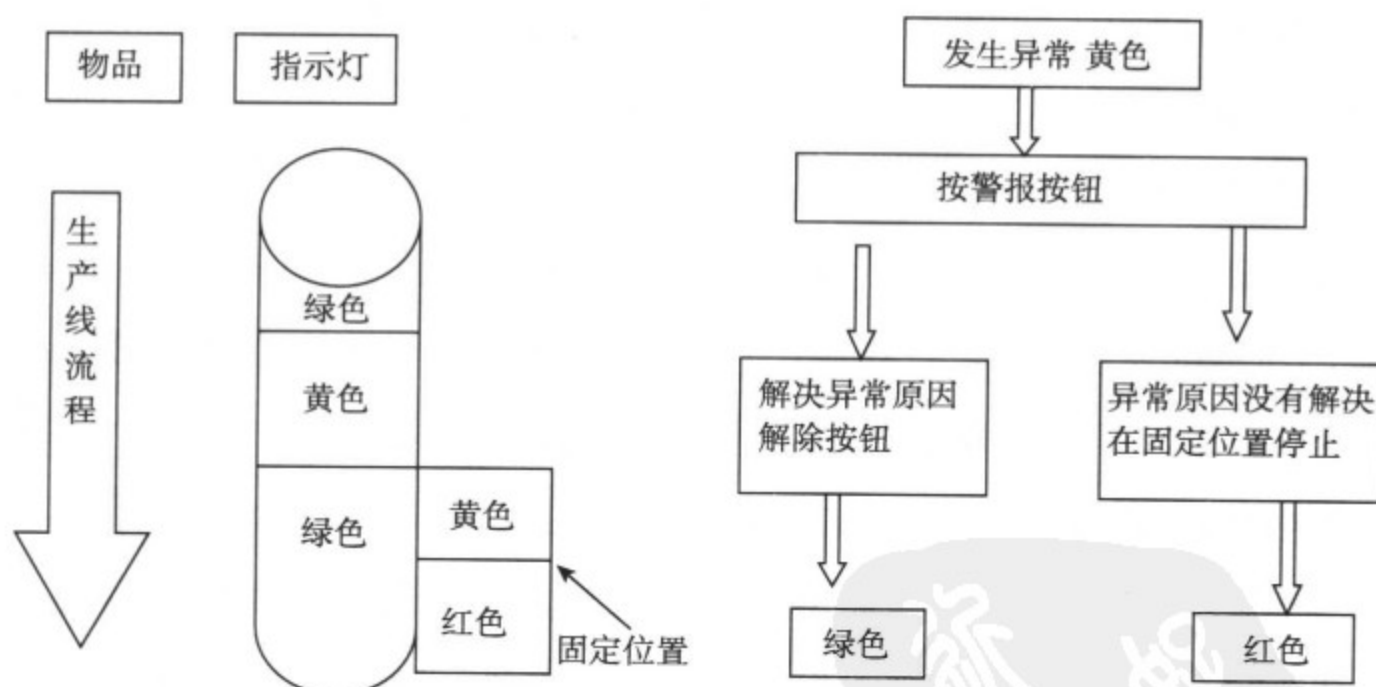 物品
指示灯
生产线流程
绿色
黄色
绿色
黄色
红色
固定位置
发生异常 黄色
按警报按钮
解决异常原因
解除按钮
异常原因没有解决
在固定位置停止
绿色
红色